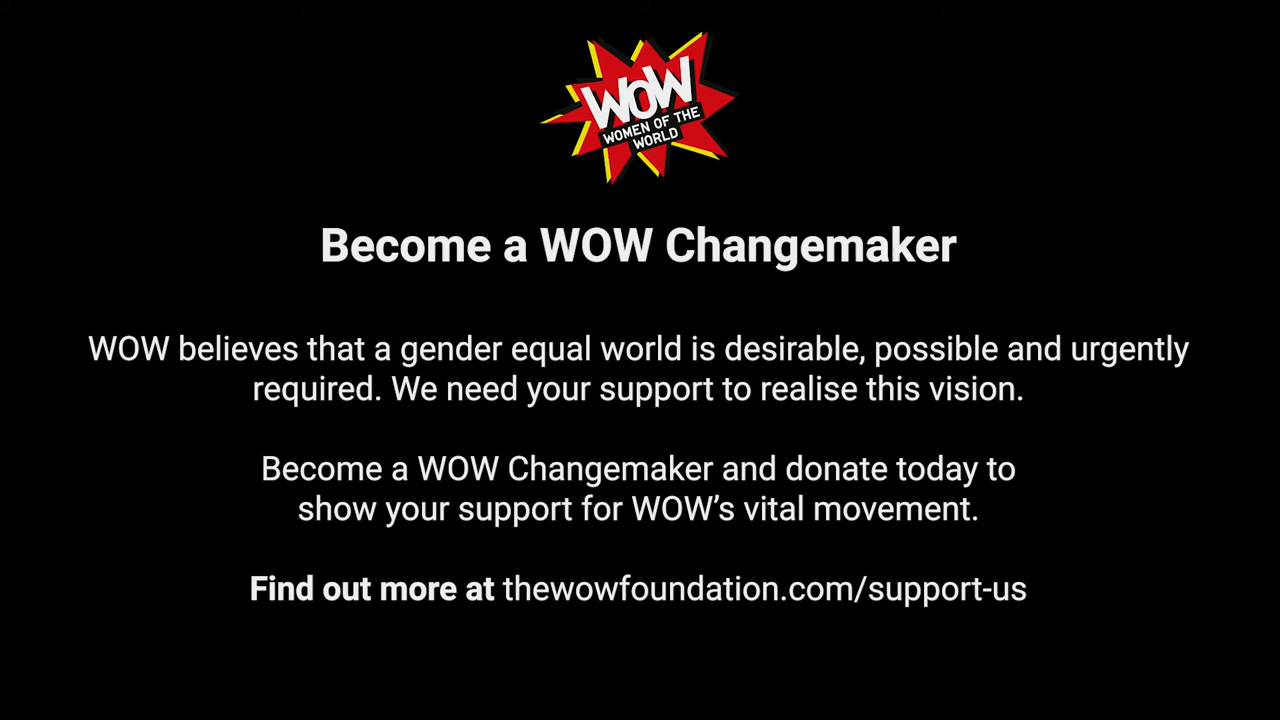 WOW
WOMEN OF THE
WORLD
Become a WOW Changemaker
WOW believes that a gender equal world is desirable, possible and urgently
required. We need your support to realise this vision.
Become a WOW Changemaker and donate today to
show your support for WOW’s vital movement.
Find out more at thewowfoundation.com/support-us